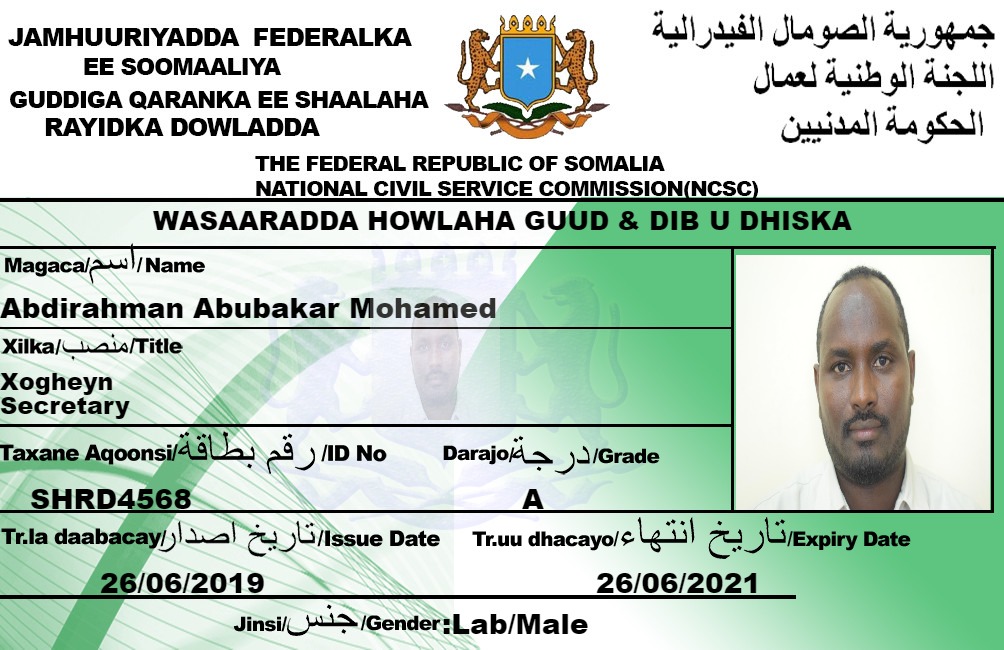 JAMHUURIYADDA FEDERALKA
EE SOOMAALIYA
GUDDIGA QARANKA EE SHAALAHA
RAYIDKA DOWLADDA
جمهورية الصومال الفيدرالية
اللجنة الوطنية لعمال
الحكومة المدنيين
THE FEDERAL REPUBLIC OF SOMALIA
NATIONAL CIVIL SERVICE COMMISSION(NCSC)
WASAARADDA HOWLAHA GUUD & DIB U DHISKA
Magaca/اسم/Name
Abdirahman Abubakar Mohamed
Xilka/منصب/Title
Xogheyn
Secretary
Taxane Aqoonsi/رقم بطاقة/ID No
Darajo/درجة/Grade
SHRD4568
A
Tr.la daabacay/تاريخ اصدار/Issue Date
Tr.uu dhacayo/تاريخ انتهاء/Expiry Date
26/06/2019
26/06/2021
Jinsi/جنس/Gender:Lab/Male